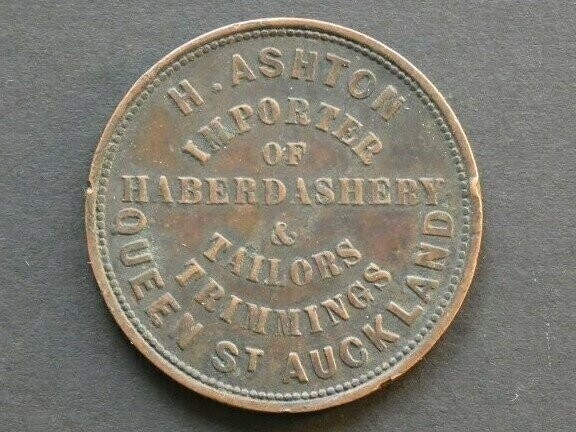 H. ASHTON
IMPORTER
OF
HABERDASHERY
&
TAILORS
TRIMMINGS
QUEEN ST AUCKLAND